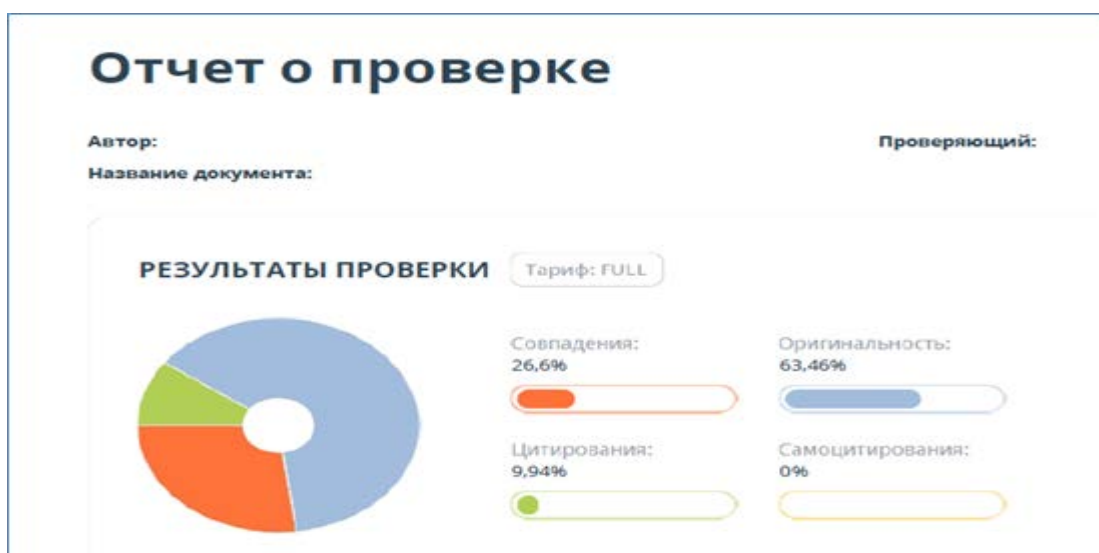 Отчет о проверке
Автор:
Проверяющий:
Название документа:
РЕЗУЛЬТАТЫ ПРОВЕРКИ
Тариф: FULL
Совпадения:
26,6%
Оригинальность:
63,46%
Цитирования:
9,94%
Самоцитирования:
0%